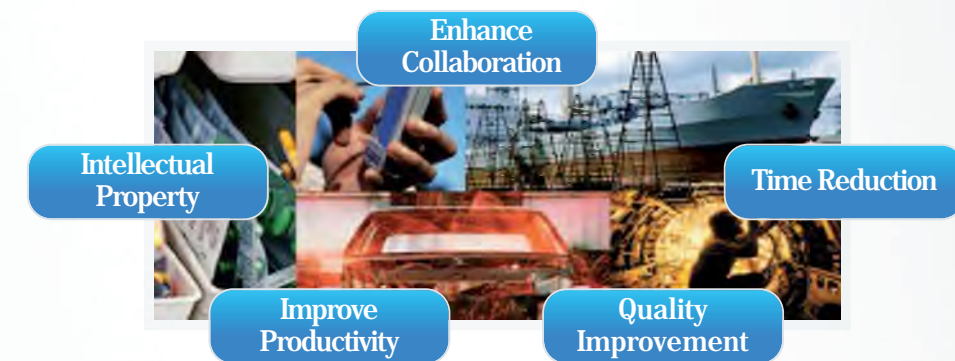 Enhance
Collaboration
Intellectual
Property
Time Reduction
Improve
Productivity
Quality
Improvement